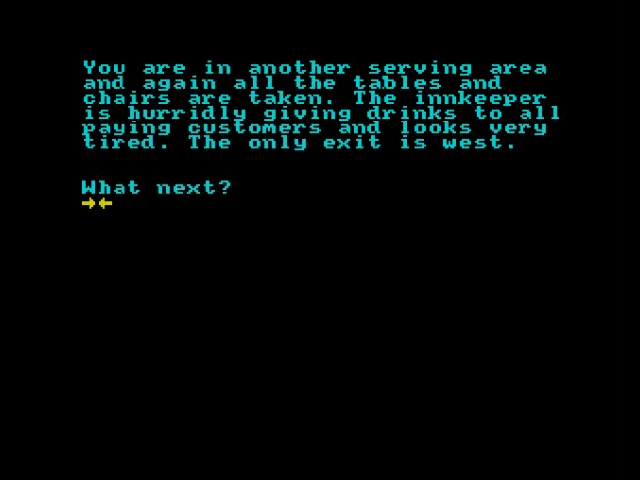 You are in another serving area
and again all the tables and
chairs are taken. The innkeeper
is hurridly giving drinks to all
paying customers and looks very
tired. The only exit is west.
What next?
→←